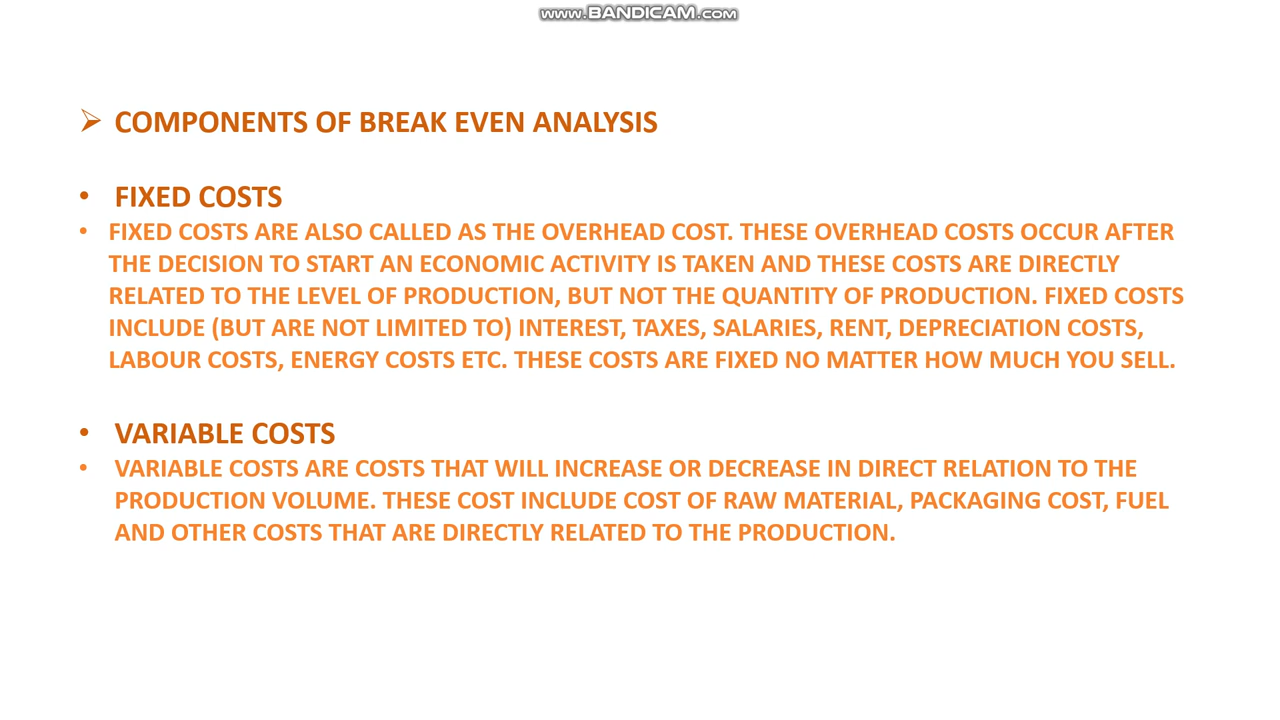 www.BANDICAM.com
➢ COMPONENTS OF BREAK EVEN ANALYSIS
• FIXED COSTS
• FIXED COSTS ARE ALSO CALLED AS THE OVERHEAD COST. THESE OVERHEAD COSTS OCCUR AFTER
THE DECISION TO START AN ECONOMIC ACTIVITY IS TAKEN AND THESE COSTS ARE DIRECTLY
RELATED TO THE LEVEL OF PRODUCTION, BUT NOT THE QUANTITY OF PRODUCTION. FIXED COSTS
INCLUDE (BUT ARE NOT LIMITED TO) INTEREST, TAXES, SALARIES, RENT, DEPRECIATION COSTS,
LABOUR COSTS, ENERGY COSTS ETC. THESE COSTS ARE FIXED NO MATTER HOW MUCH YOU SELL.
• VARIABLE COSTS
• VARIABLE COSTS ARE COSTS THAT WILL INCREASE OR DECREASE IN DIRECT RELATION TO THE
PRODUCTION VOLUME. THESE COST INCLUDE COST OF RAW MATERIAL, PACKAGING COST, FUEL
AND OTHER COSTS THAT ARE DIRECTLY RELATED TO THE PRODUCTION.